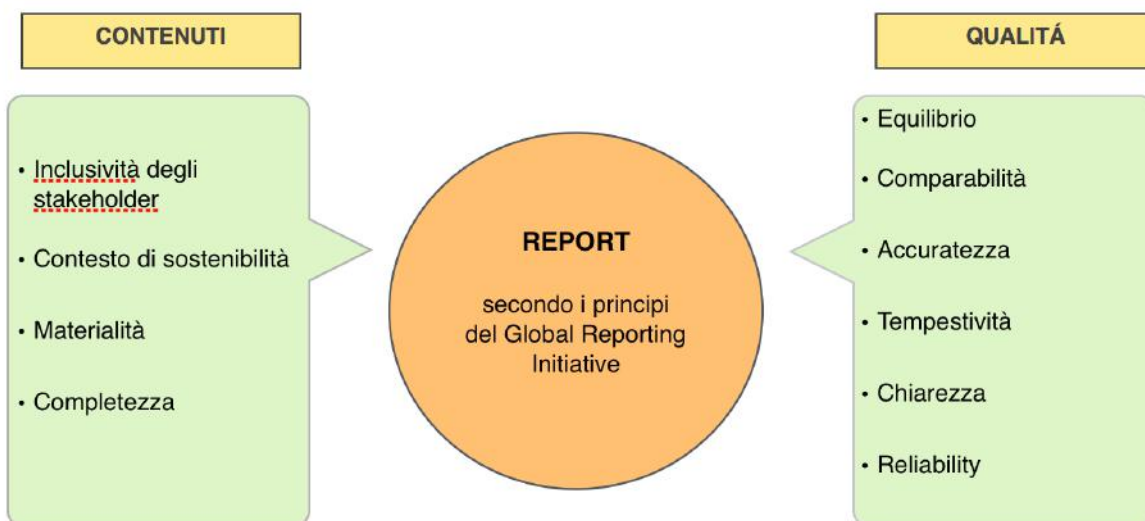 CONTENUTI
• Inclusività degli
stakeholder
• Contesto di sostenibilità
• Materialità
• Completezza
REPORT
secondo i principi
del Global Reporting
Initiative
QUALITÁ
• Equilibrio
• Comparabilità
• Accuratezza
• Tempestività
• Chiarezza
• Reliability